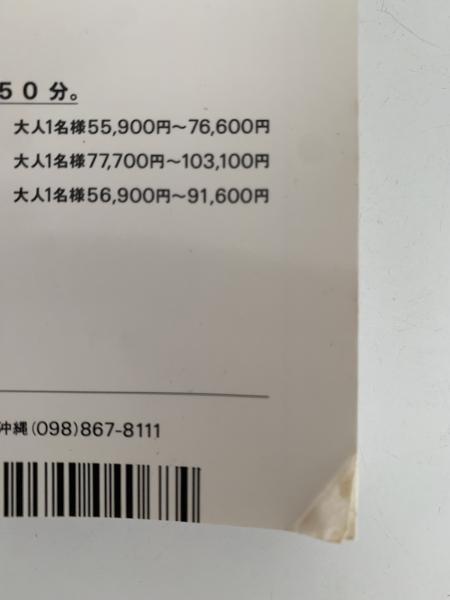 ５０分。
大人1名様55,900円～76,600円
大人1名様77,700円～103,100円
大人1名様56,900円～91,600円
沖縄(098)867-8111